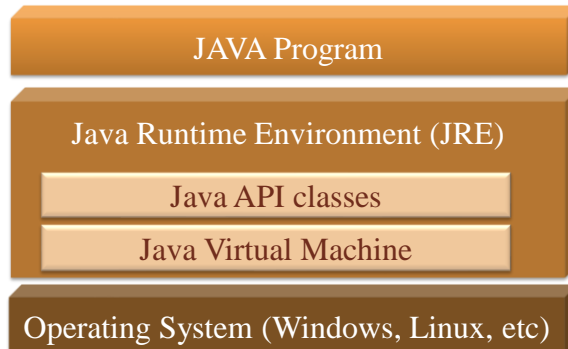 JAVA Program
Java Runtime Environment (JRE)
Java API classes
Java Virtual Machine
Operating System (Windows, Linux, etc)